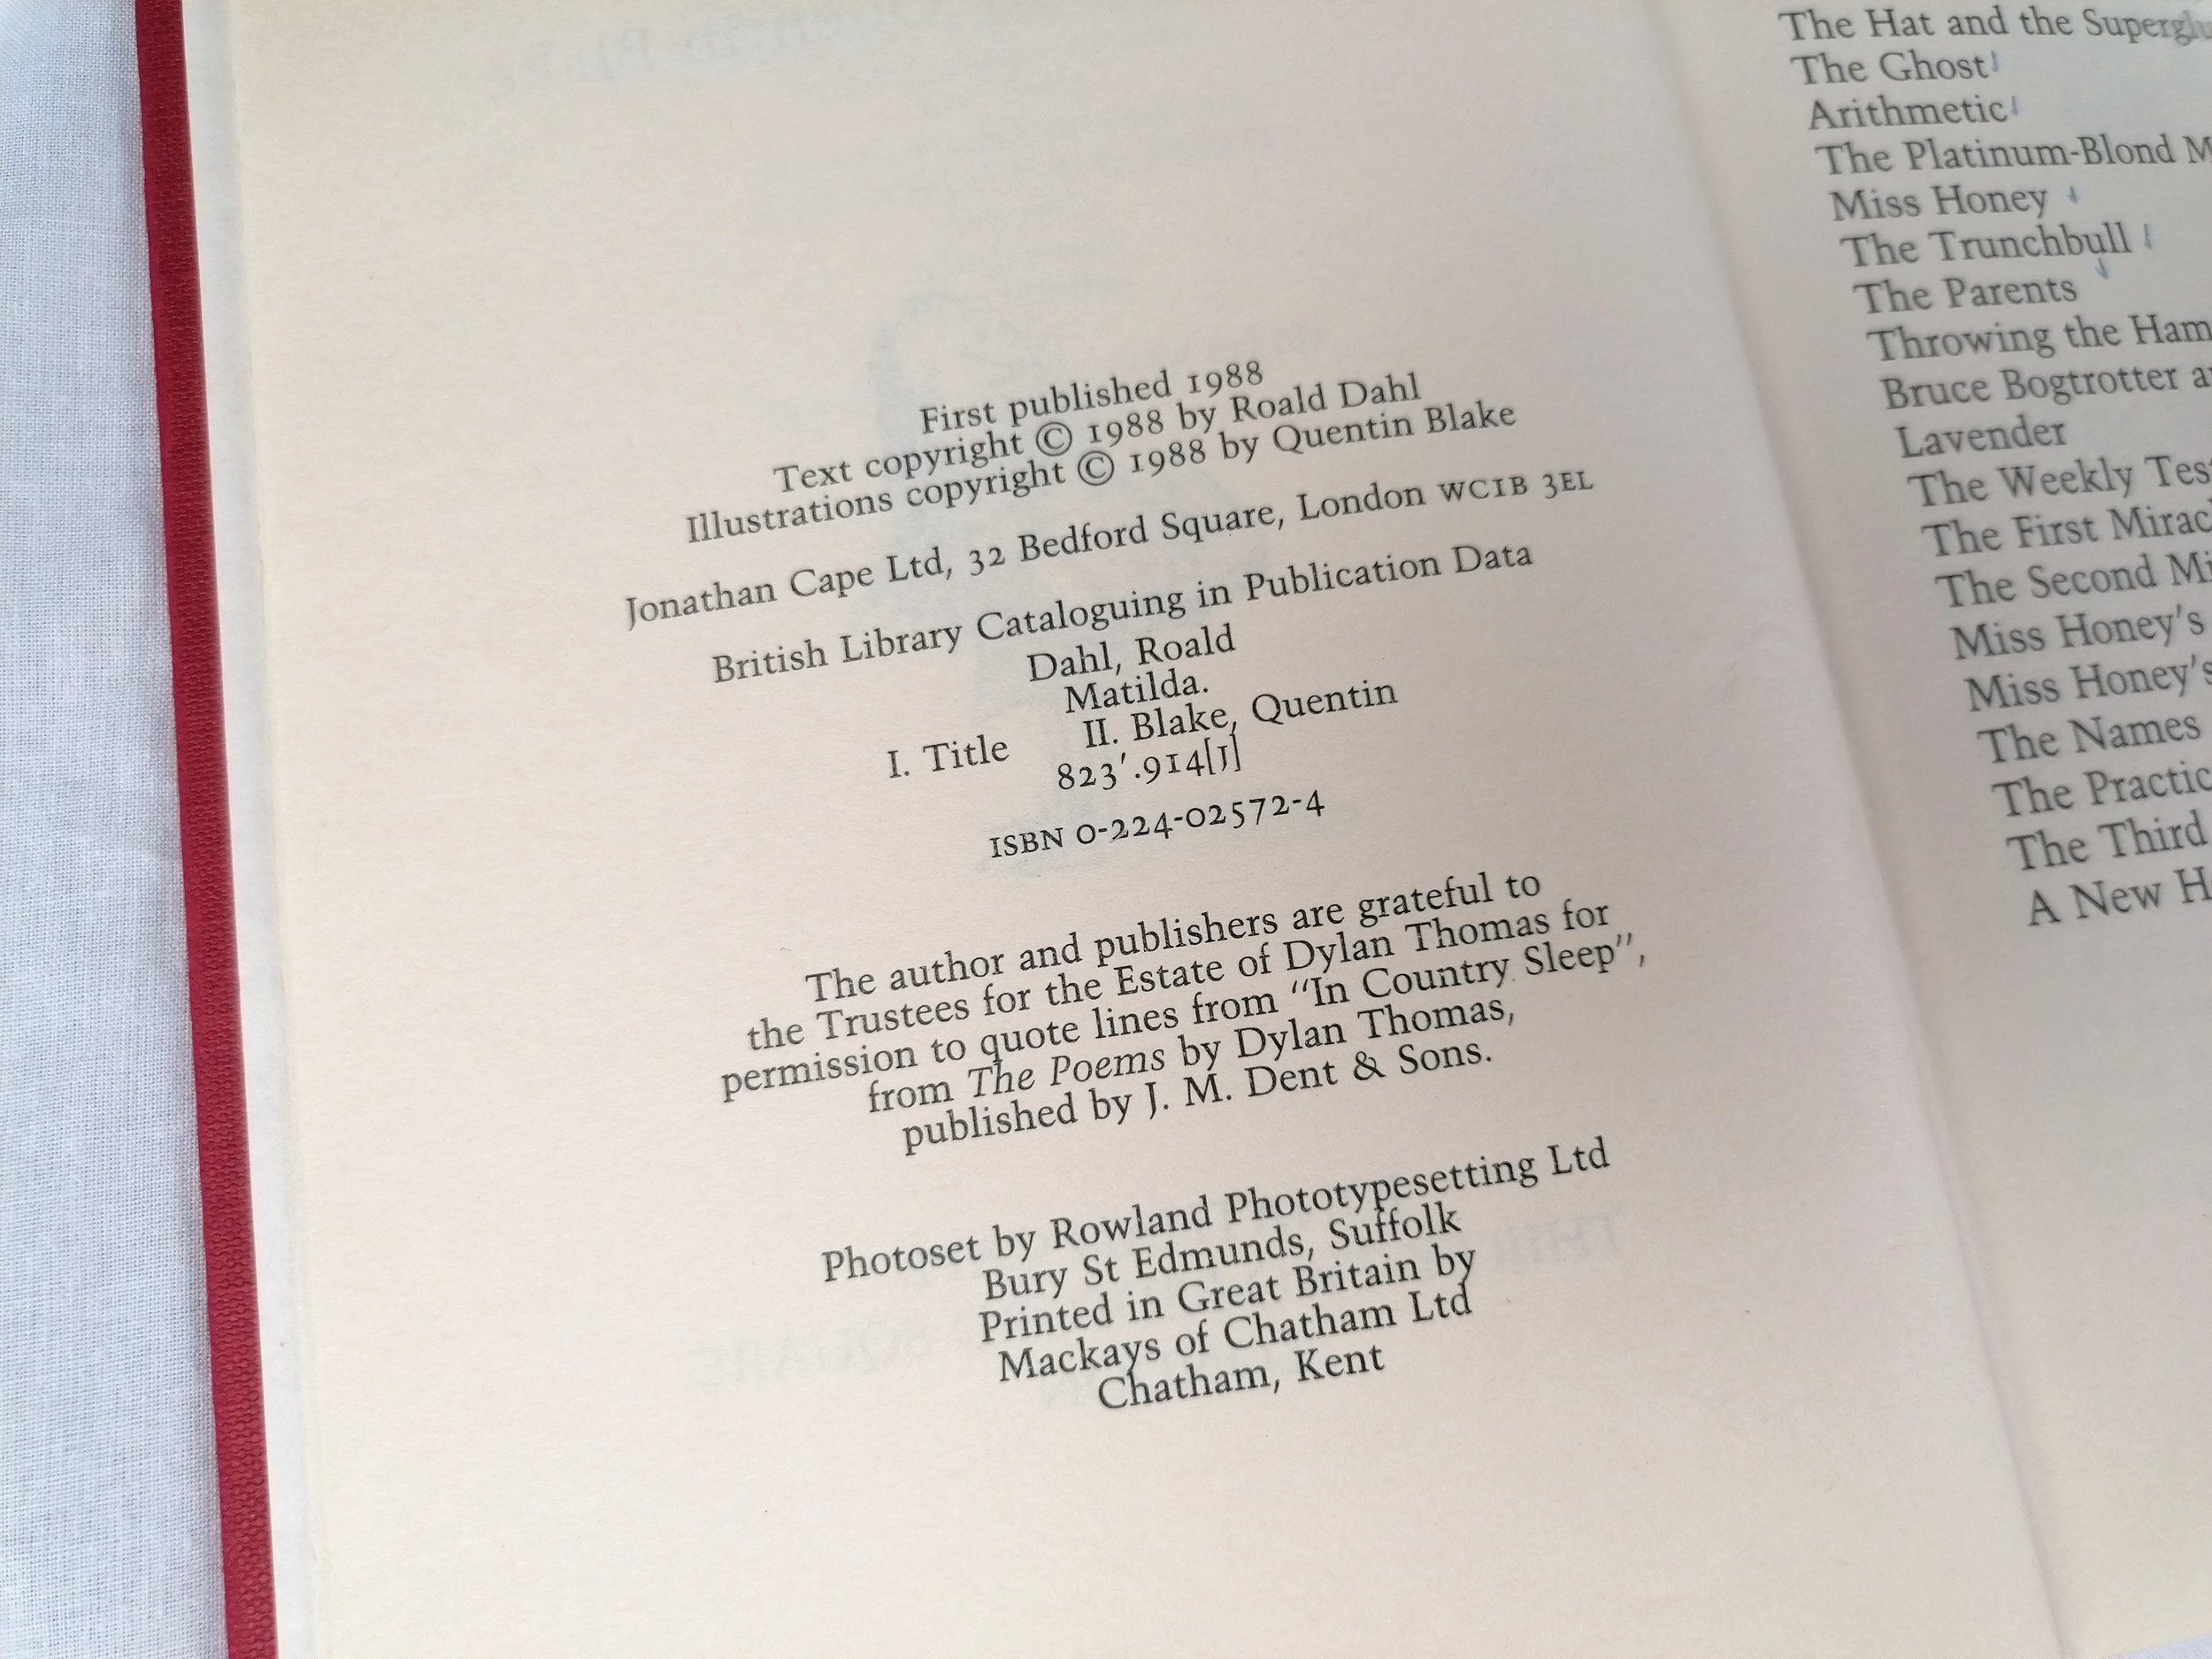 First published 1988
Text copyright © 1988 by Roald Dahl
Illustrations copyright © 1988 by Quentin Blake
Jonathan Cape Ltd, 32 Bedford Square, London WC1B 3EL
British Library Cataloguing in Publication Data
Dahl, Roald
Matilda.
I. Title II. Blake, Quentin
823'.914[J]
ISBN 0-224-02572-4
The author and publishers are grateful to
the Trustees for the Estate of Dylan Thomas for
permission to quote lines from "In Country Sleep",
from The Poems by Dylan Thomas,
published by J. M. Dent & Sons.
Photoset by Rowland Phototypesetting Ltd
Bury St Edmunds, Suffolk
Printed in Great Britain by
Mackays of Chatham Ltd
Chatham, Kent
The Hat and the
The Ghost
Arithmetic
The Platinum-Blond
Miss Honey
The Trunchbull
The Parents
Throwing the
Bruce Bogtrotter
Lavender
The Weekly
The First
The Second
Miss Honey's
Miss Honey's
The Names
The
The Third
A New